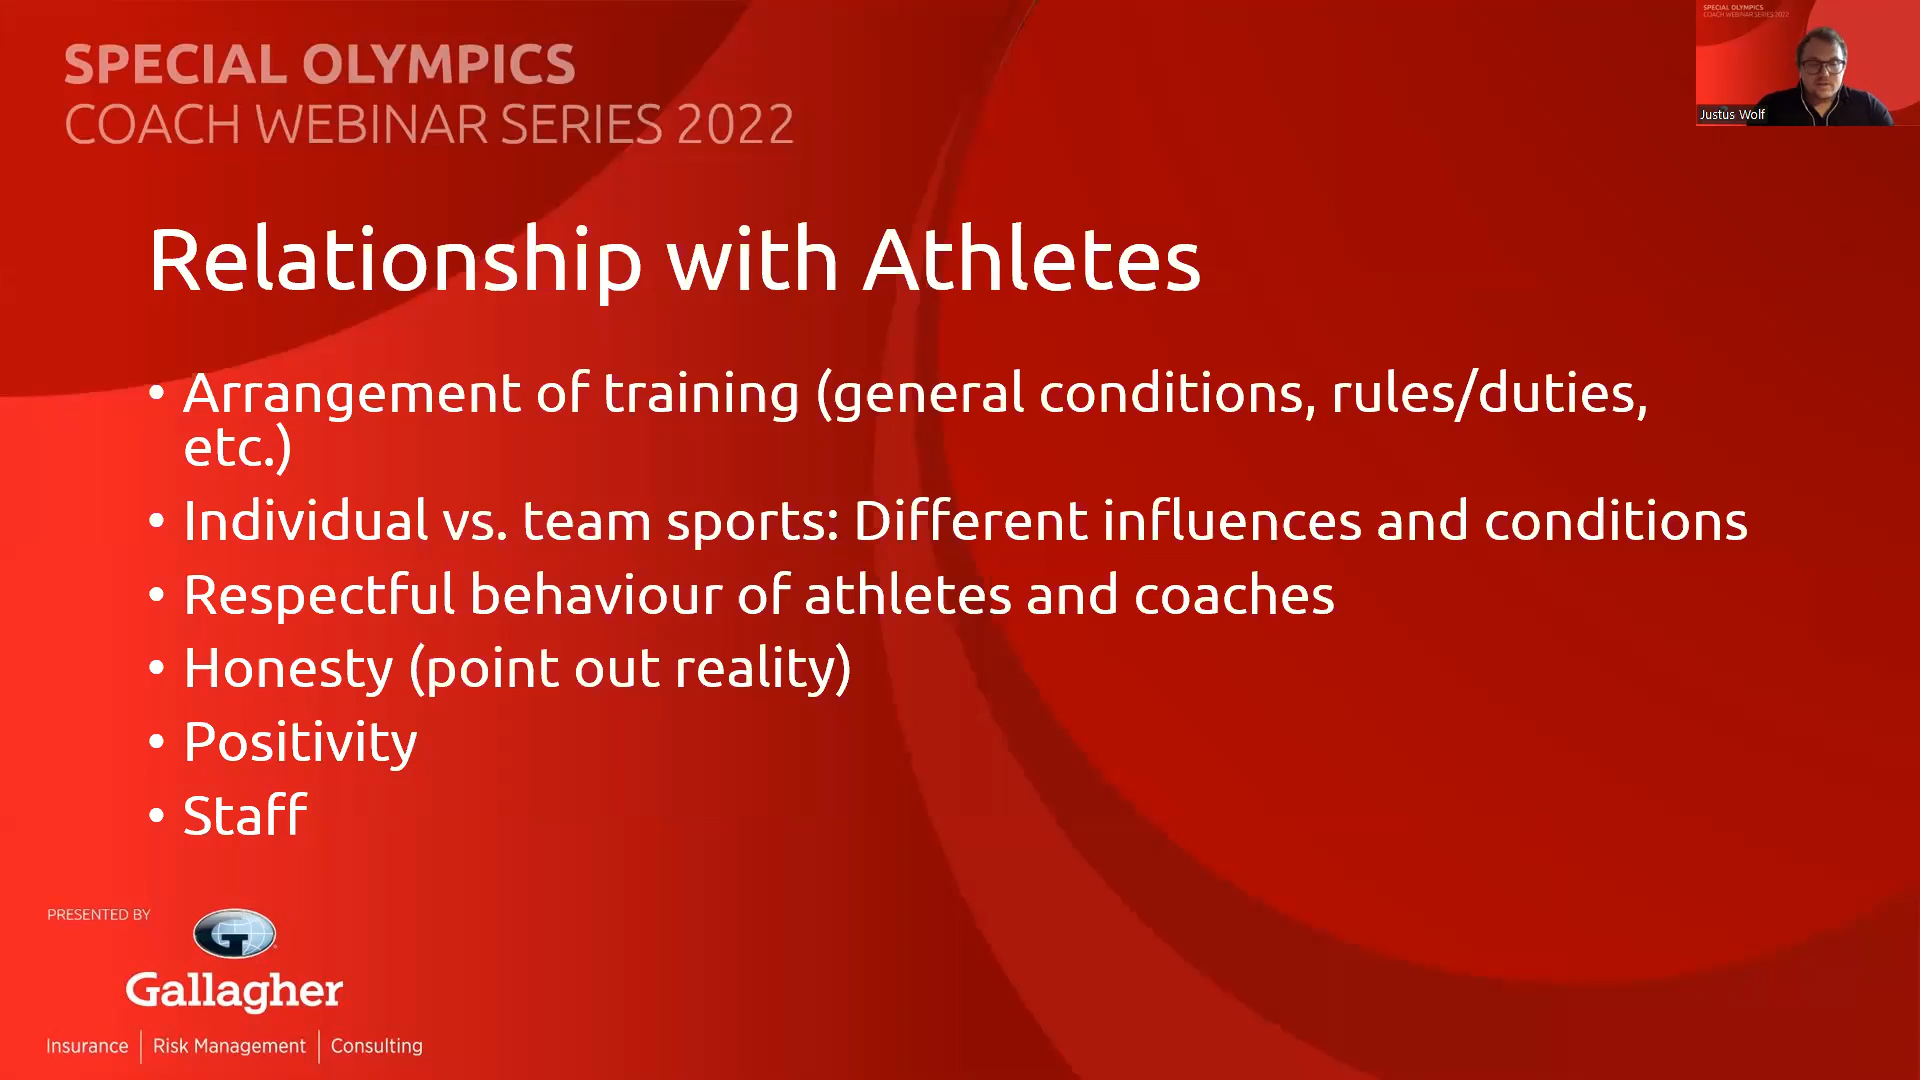 SPECIAL OLYMPICS
COACH WEBINAR SERIES 2022
SPECIAL OLYMPICS
COACH WEBINAR SERIES 2022
Justus Wolf
Relationship with Athletes
• Arrangement of training (general conditions, rules/duties,
etc.)
• Individual vs. team sports: Different influences and conditions
• Respectful behaviour of athletes and coaches
• Honesty (point out reality)
• Positivity
• Staff
PRESENTED BY
G
Gallagher
Insurance | Risk Management | Consulting